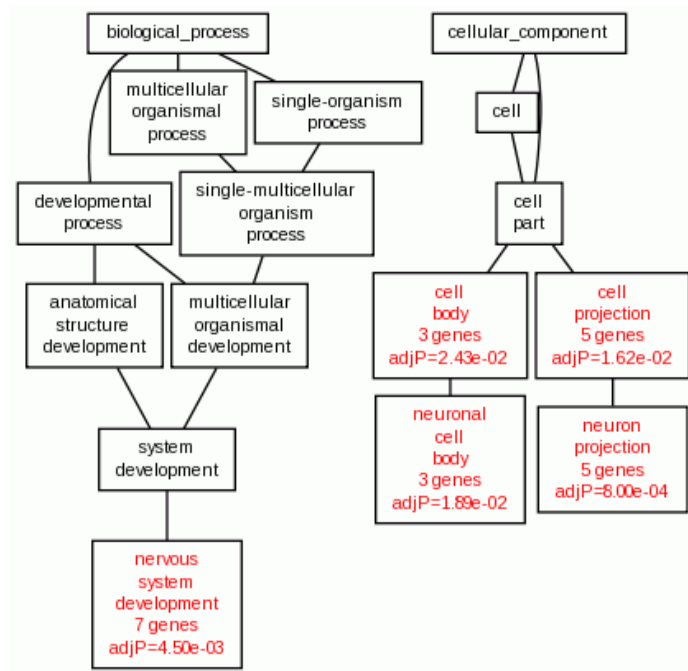 biological_process
cellular_component
multicellular
organismal
process
single-organism
process
cell
developmental
process
single-multicellular
organism
process
cell
part
anatomical
structure
development
multicellular
organismal
development
cell
body
3 genes
adjP=2.43e-02
cell
projection
5 genes
adjP=1.62e-02
system
development
neuronal
cell
body
3 genes
adjP=1.89e-02
neuron
projection
5 genes
adjP=8.00e-04
nervous
system
development
7 genes
adjP=4.50e-03